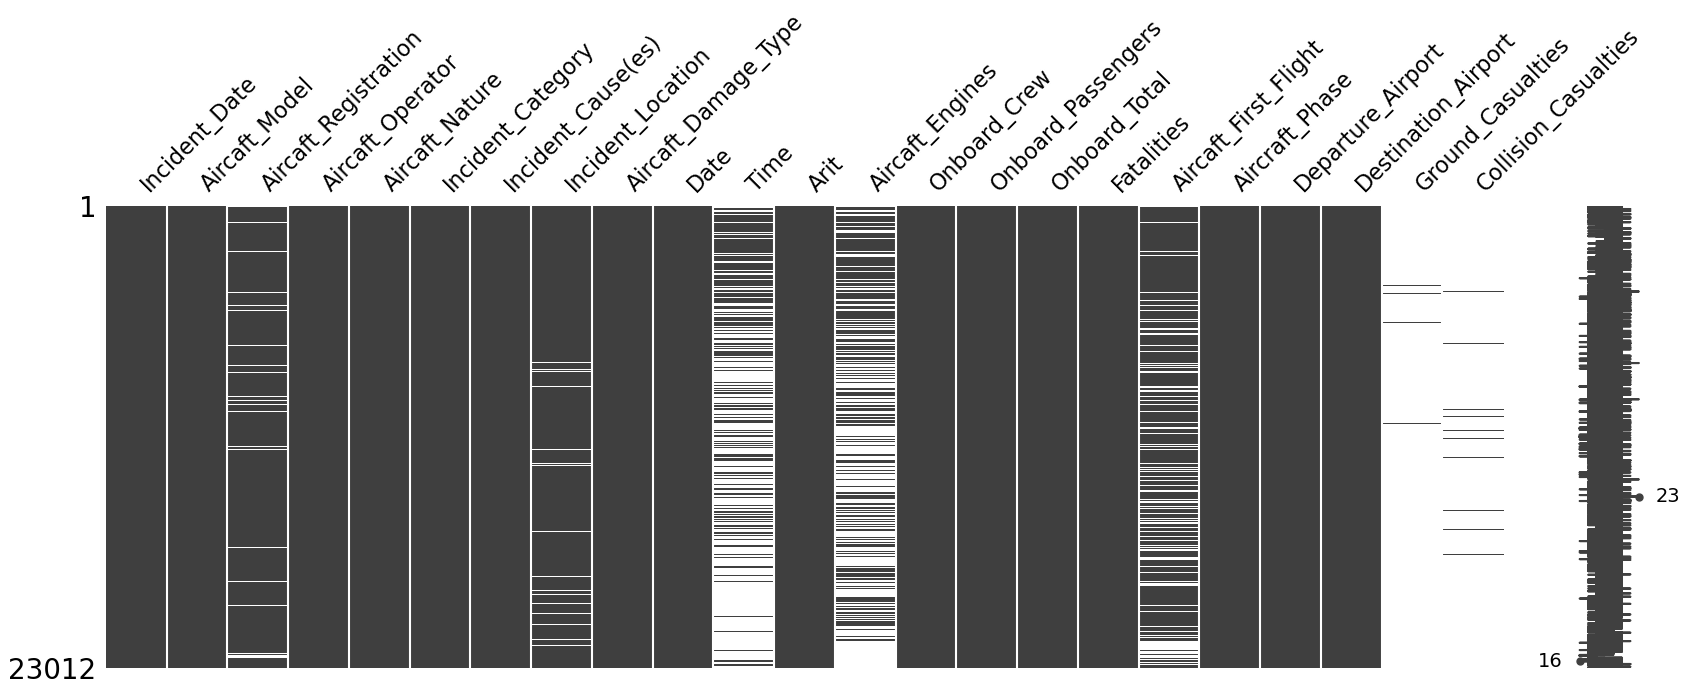 Incident_Date
Aircaft_Model
Aircaft_Registration
Aircaft_Operator
Aircaft_Nature
Incident_Category
Incident_Cause(es)
Incident_Location
Aircaft_Damage_Type
Date
Time
Arit
Aircaft_Engines
Onboard_Crew
Onboard_Passengers
Onboard_Total
Fatalities
Aircaft_First_Flight
Aircraft_Phase
Departure_Airport
Destination_Airport
Ground_Casualties
Collision_Casualties
1
23
16
23012